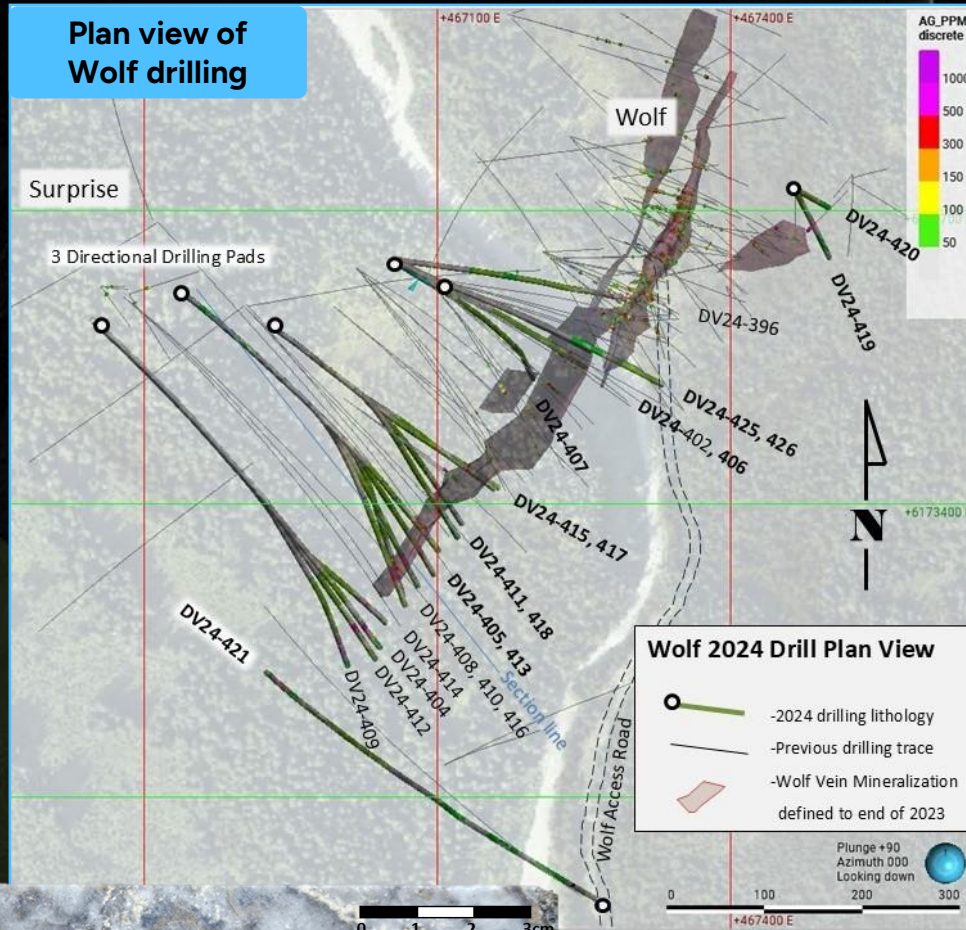 Plan view of
Wolf drilling
+467100 E
+467400 E
AG_PPM
discrete
1000
500
300
150
100
50
Wolf
Surprise
3 Directional Drilling Pads
DV24-420
DV24-419
DV24-396
DV24-425, 426
DV24-402, 406
DV24-407
DV24-415, 417
DV24-411, 418
DV24-405, 413
DV24-408, 410, 416
DV24-414
DV24-404
DV24-412
DV24-409
DV24-421
Section line
Wolf Access Road
N
+6173400
Wolf 2024 Drill Plan View
-2024 drilling lithology
-Previous drilling trace
-Wolf Vein Mineralization
defined to end of 2023
Plunge +90
Azimuth 000
Looking down
0 100 200 300
+467400 E
0 1 2 3cm